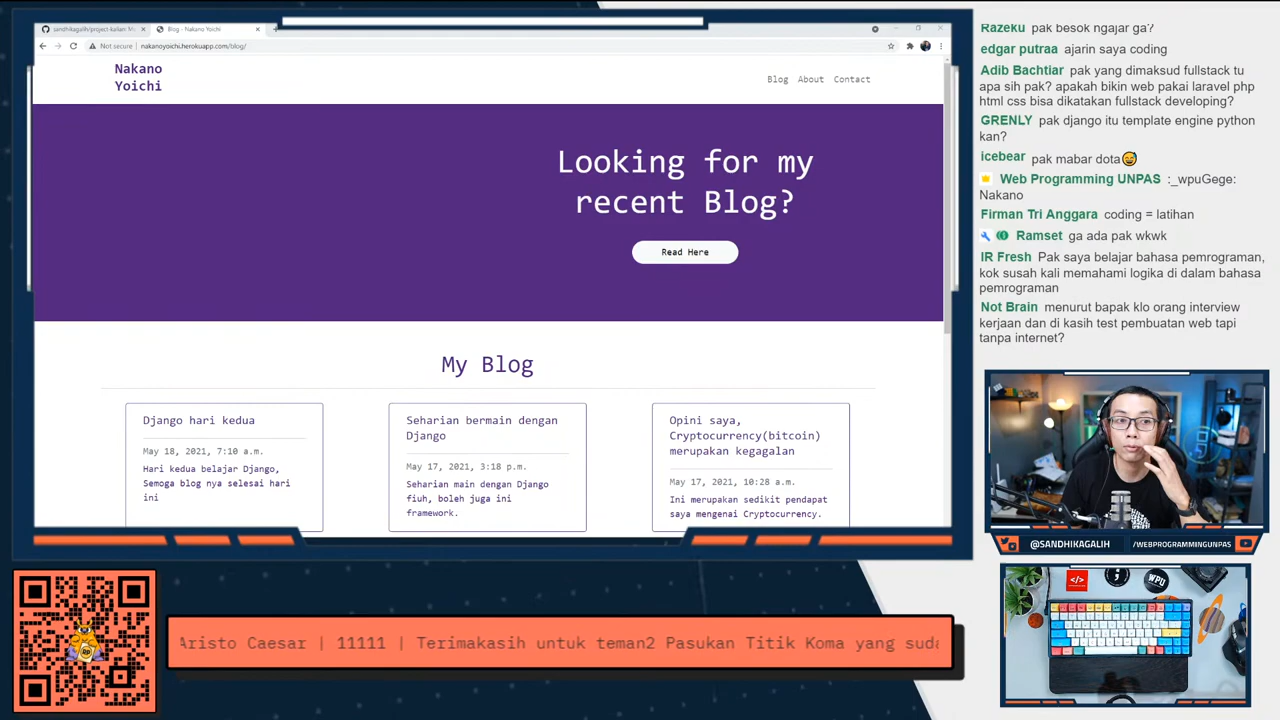 sandhikagalih/project-kalian: M
Blog - Nakano Yoichi
Not secure | nakanoyoichi.herokuapp.com/blog/
Nakano
Yoichi
Blog About Contact
Looking for my
recent Blog?
Read Here
My Blog
Django hari kedua
May 18, 2021, 7:10 a.m.
Hari kedua belajar Django,
Semoga blog nya selesai hari
ini
Seharian bermain dengan
Django
May 17, 2021, 3:18 p.m.
Seharian main dengan Django
fiuh, boleh juga ini
framework.
Opini saya,
Cryptocurrency(bitcoin)
merupakan kegagalan
May 17, 2021, 10:28 a.m.
Ini merupakan sedikit pendapat
saya mengenai Cryptocurrency.
Razeku pak besok ngajar ga?
edgar putraa ajarin saya coding
Adib Bachtiar pak yang dimaksud fullstack tu
apa sih pak? apakah bikin web pakai laravel php
html css bisa dikatakan fullstack developing?
GRENLY pak django itu template engine python
kan?
icebear pak mabar dota😅
Web Programming UNPAS :_wpuGege:
Nakano
Firman Tri Anggara coding = latihan
Ramset ga ada pak wkwk
IR Fresh Pak saya belajar bahasa pemrograman,
kok susah kali memahami logika di dalam bahasa
pemrograman
Not Brain menurut bapak klo orang interview
kerjaan dan di kasih test pembuatan web tapi
tanpa internet?
@SANDHIKAGALIH /WEBPROGRAMMINGUNPAS
</> ; WPU
Aristo Caesar | 11111 | Terimakasih untuk teman2 Pasukan Titik Koma yang suda